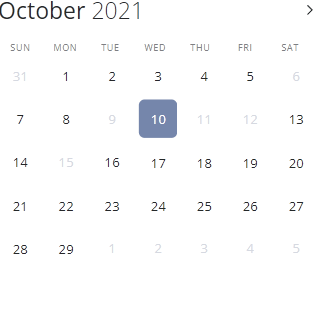 October 2021
SUN MON TUE WED THU FRI SAT
31 1 2 3 4 5 6
7 8 9 10 11 12 13
14 15 16 17 18 19 20
21 22 23 24 25 26 27
28 29 1 2 3 4 5